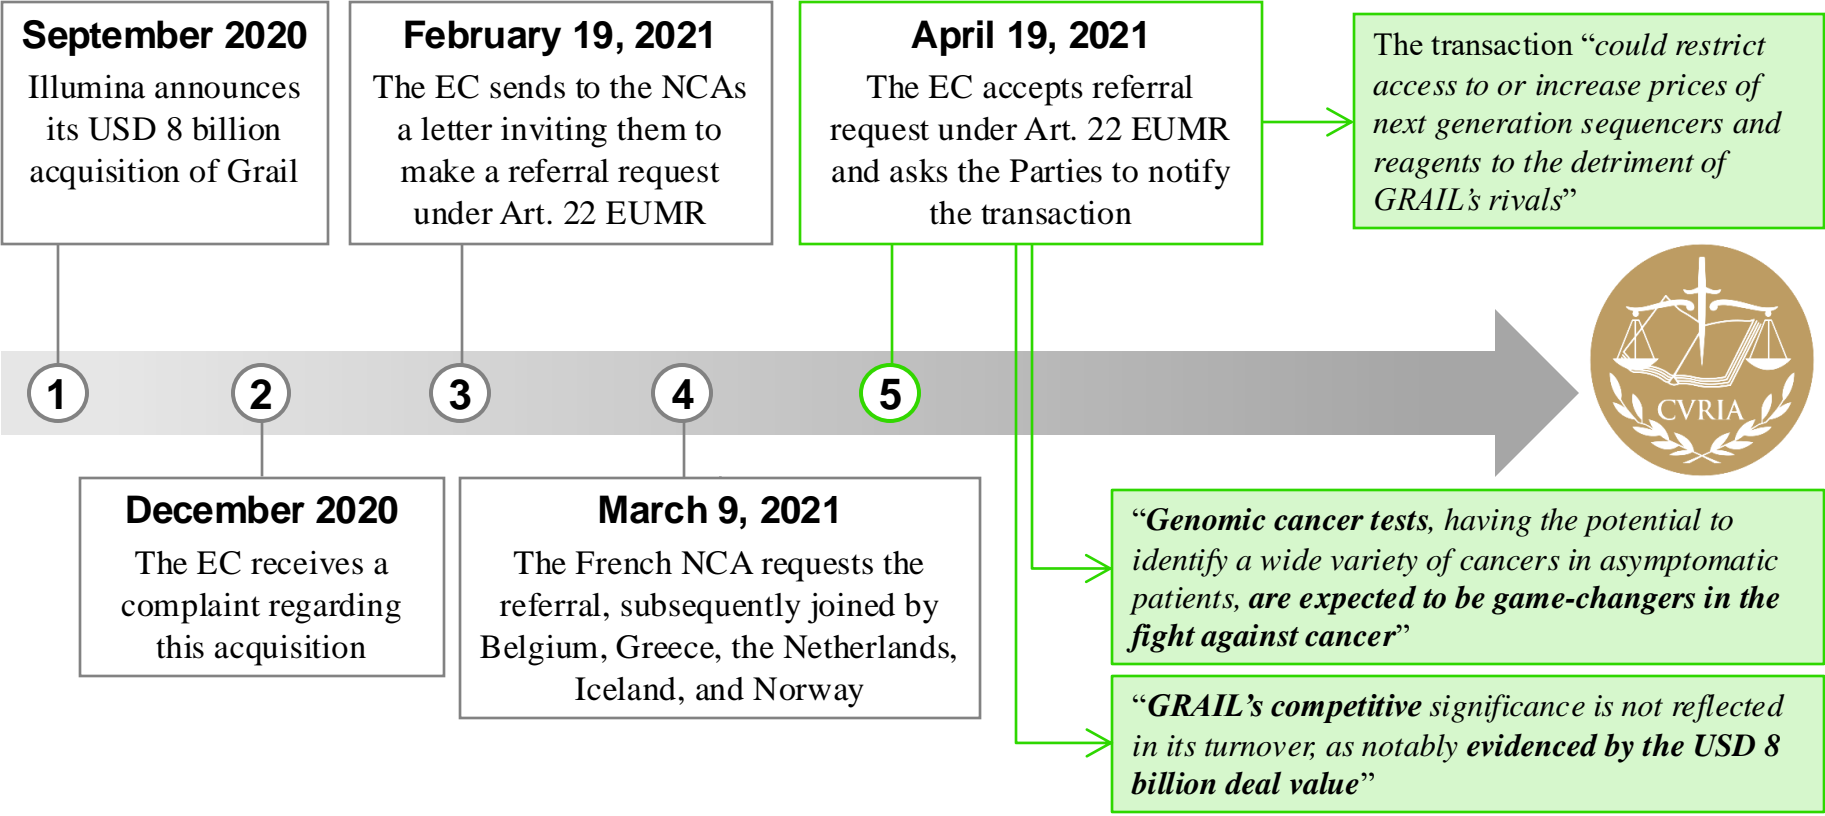 September 2020
Illumina announces
its USD 8 billion
acquisition of Grail
February 19, 2021
The EC sends to the NCAs
a letter inviting them to
make a referral request
under Art. 22 EUMR
April 19, 2021
The EC accepts referral
request under Art. 22 EUMR
and asks the Parties to notify
the transaction
The transaction “could restrict
access to or increase prices of
next generation sequencers and
reagents to the detriment of
GRAIL’s rivals”
1
2
3
4
5
CVRIA
December 2020
The EC receives a
complaint regarding
this acquisition
March 9, 2021
The French NCA requests the
referral, subsequently joined by
Belgium, Greece, the Netherlands,
Iceland, and Norway
“Genomic cancer tests, having the potential to
identify a wide variety of cancers in asymptomatic
patients, are expected to be game-changers in the
fight against cancer”
“GRAIL’s competitive significance is not reflected
in its turnover, as notably evidenced by the USD 8
billion deal value”